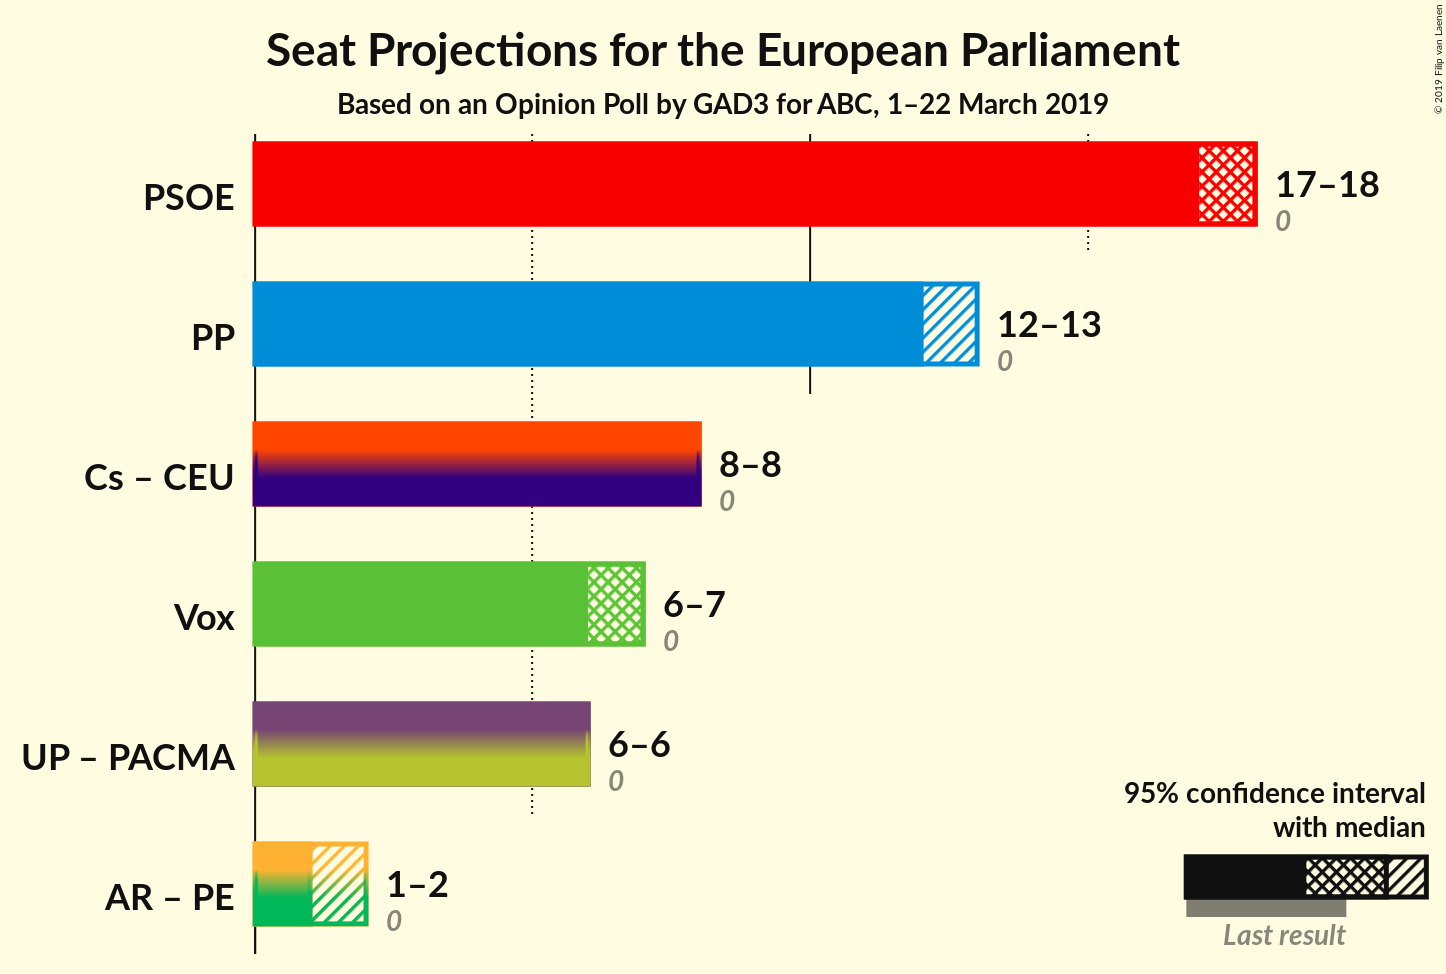 Seat Projections for the European Parliament
Based on an Opinion Poll by GAD3 for ABC, 1–22 March 2019
© 2019 Filip van Laenen
PSOE
17–18
0
PP
12–13
0
Cs – CEU
8–8
0
Vox
6–7
0
UP – PACMA
6–6
0
AR – PE
1–2
0
95% confidence interval
with median
Last result